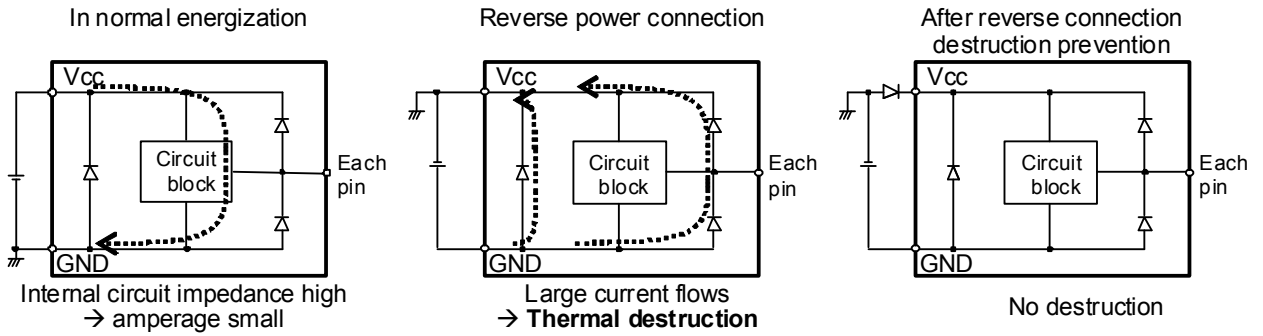 In normal energization
Reverse power connection
After reverse connection
destruction prevention
Vcc
Circuit
block
Each
pin
GND
Internal circuit impedance high
→ amperage small
Vcc
Circuit
block
Each
pin
GND
Large current flows
→ Thermal destruction
Vcc
Circuit
block
Each
pin
GND
No destruction